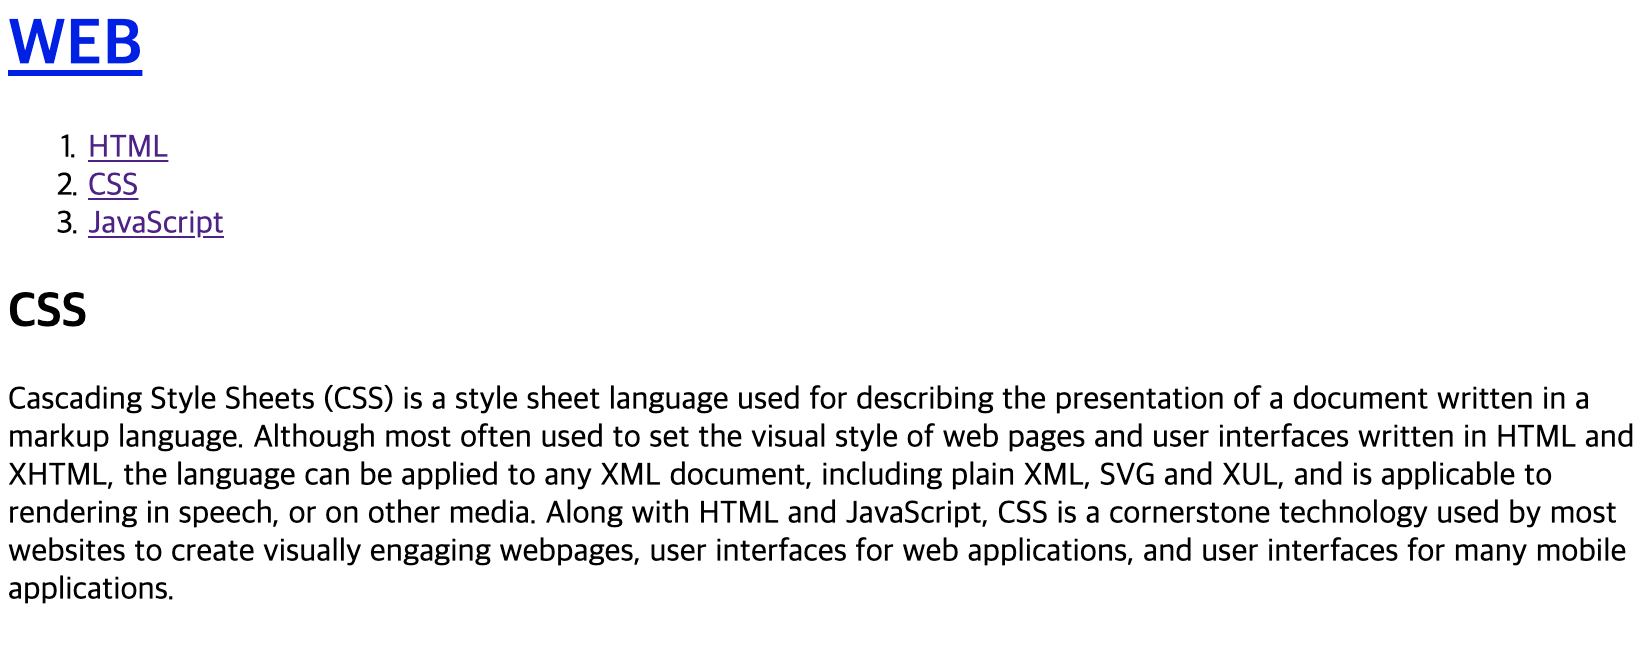 WEB
1. HTML
2. CSS
3. JavaScript
CSS
Cascading Style Sheets (CSS) is a style sheet language used for describing the presentation of a document written in a
markup language. Although most often used to set the visual style of web pages and user interfaces written in HTML and
XHTML, the language can be applied to any XML document, including plain XML, SVG and XUL, and is applicable to
rendering in speech, or on other media. Along with HTML and JavaScript, CSS is a cornerstone technology used by most
websites to create visually engaging webpages, user interfaces for web applications, and user interfaces for many mobile
applications.